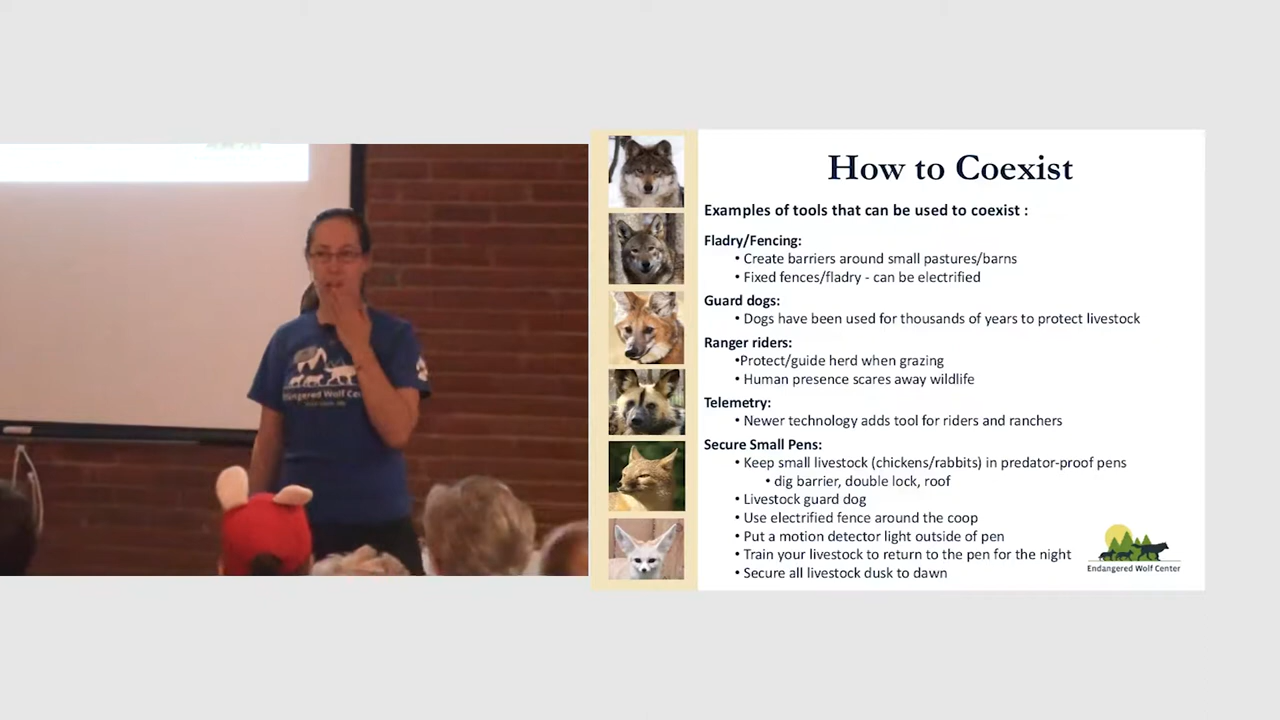 Endangered Wolf Cen
How to Coexist
Examples of tools that can be used to coexist :
Fladry/Fencing:
• Create barriers around small pastures/barns
• Fixed fences/fladry - can be electrified
Guard dogs:
• Dogs have been used for thousands of years to protect livestock
Ranger riders:
•Protect/guide herd when grazing
• Human presence scares away wildlife
Telemetry:
• Newer technology adds tool for riders and ranchers
Secure Small Pens:
• Keep small livestock (chickens/rabbits) in predator-proof pens
• dig barrier, double lock, roof
• Livestock guard dog
• Use electrified fence around the coop
• Put a motion detector light outside of pen
• Train your livestock to return to the pen for the night
• Secure all livestock dusk to dawn
Endangered Wolf Center